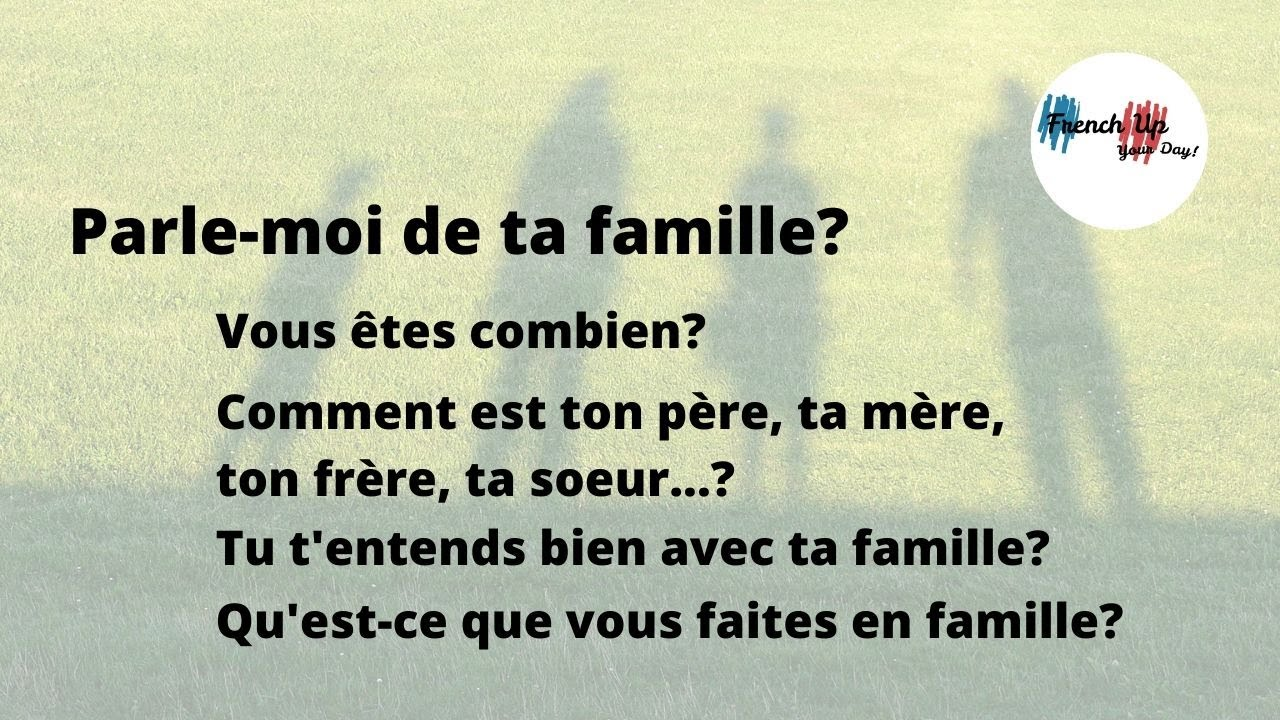 French Up
Your Day!
Parle-moi de ta famille?
Vous êtes combien?
Comment est ton père, ta mère,
ton frère, ta soeur...?
Tu t'entends bien avec ta famille?
Qu'est-ce que vous faites en famille?